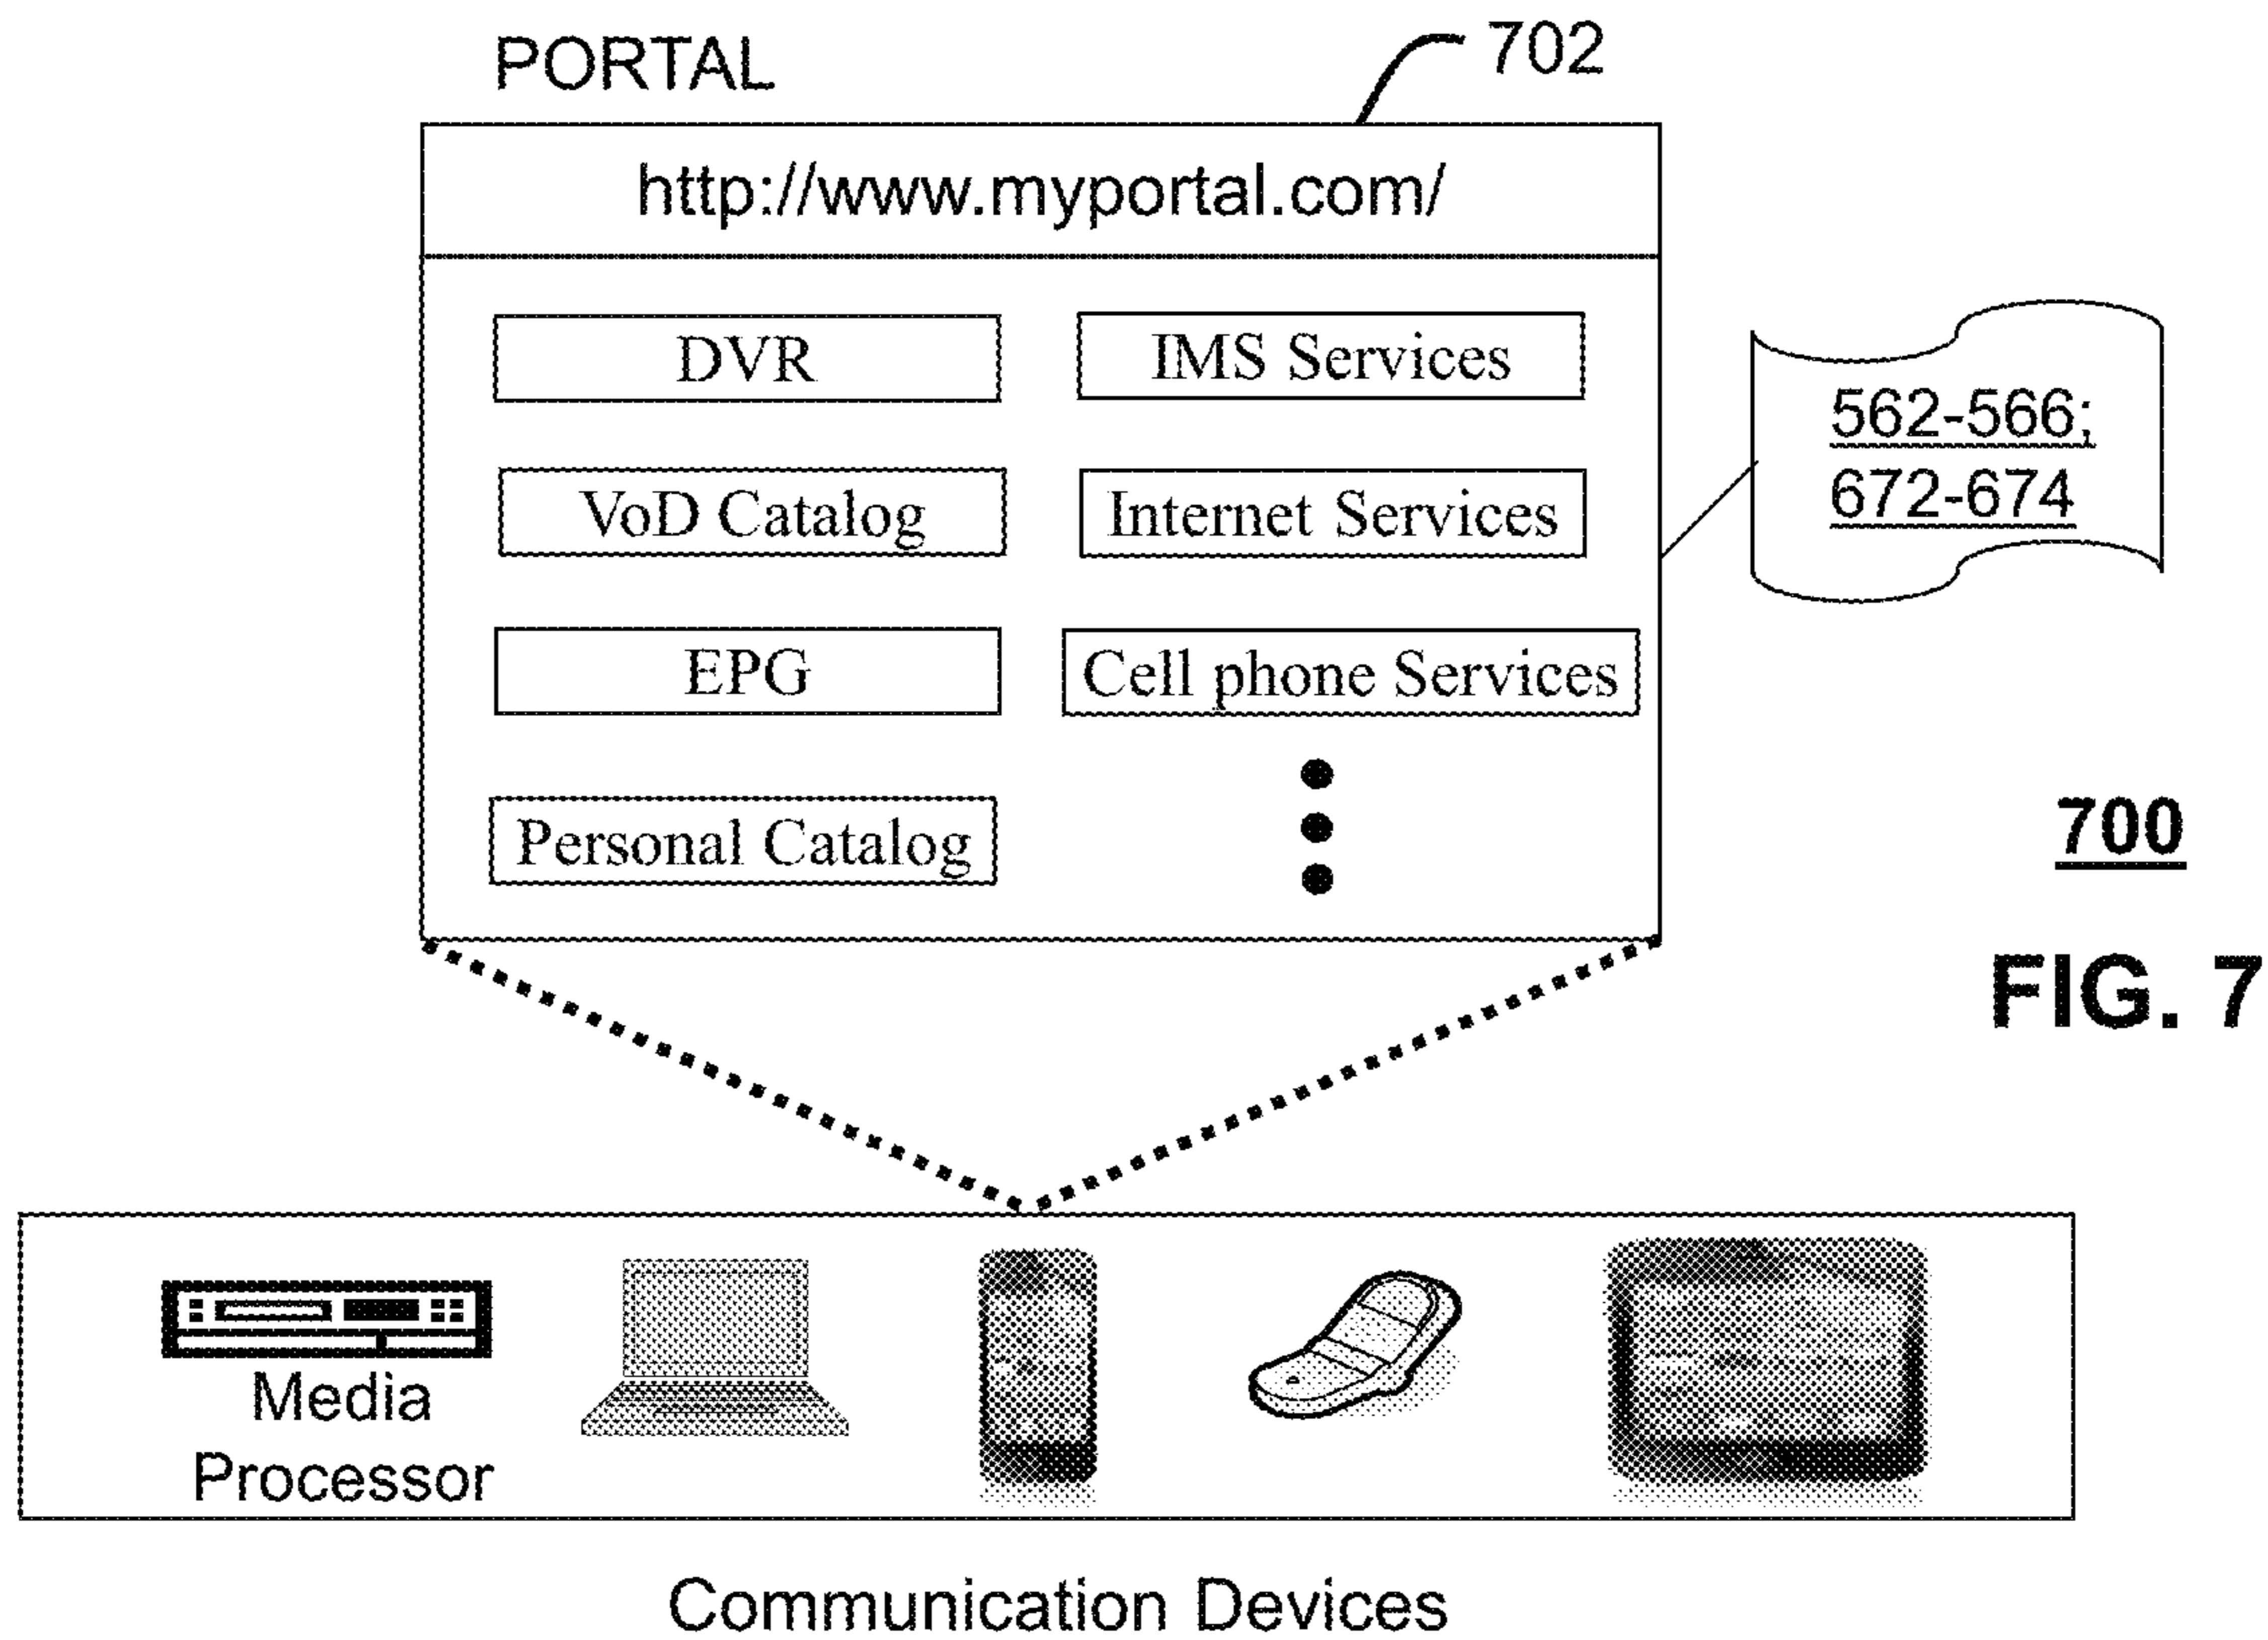 PORTAL
702
http://www.myportal.com/
DVR
IMS Services
VoD Catalog
Internet Services
EPG
Cell phone Services
Personal Catalog
562-566;
672-674
700
FIG. 7
Media
Processor
Communication Devices